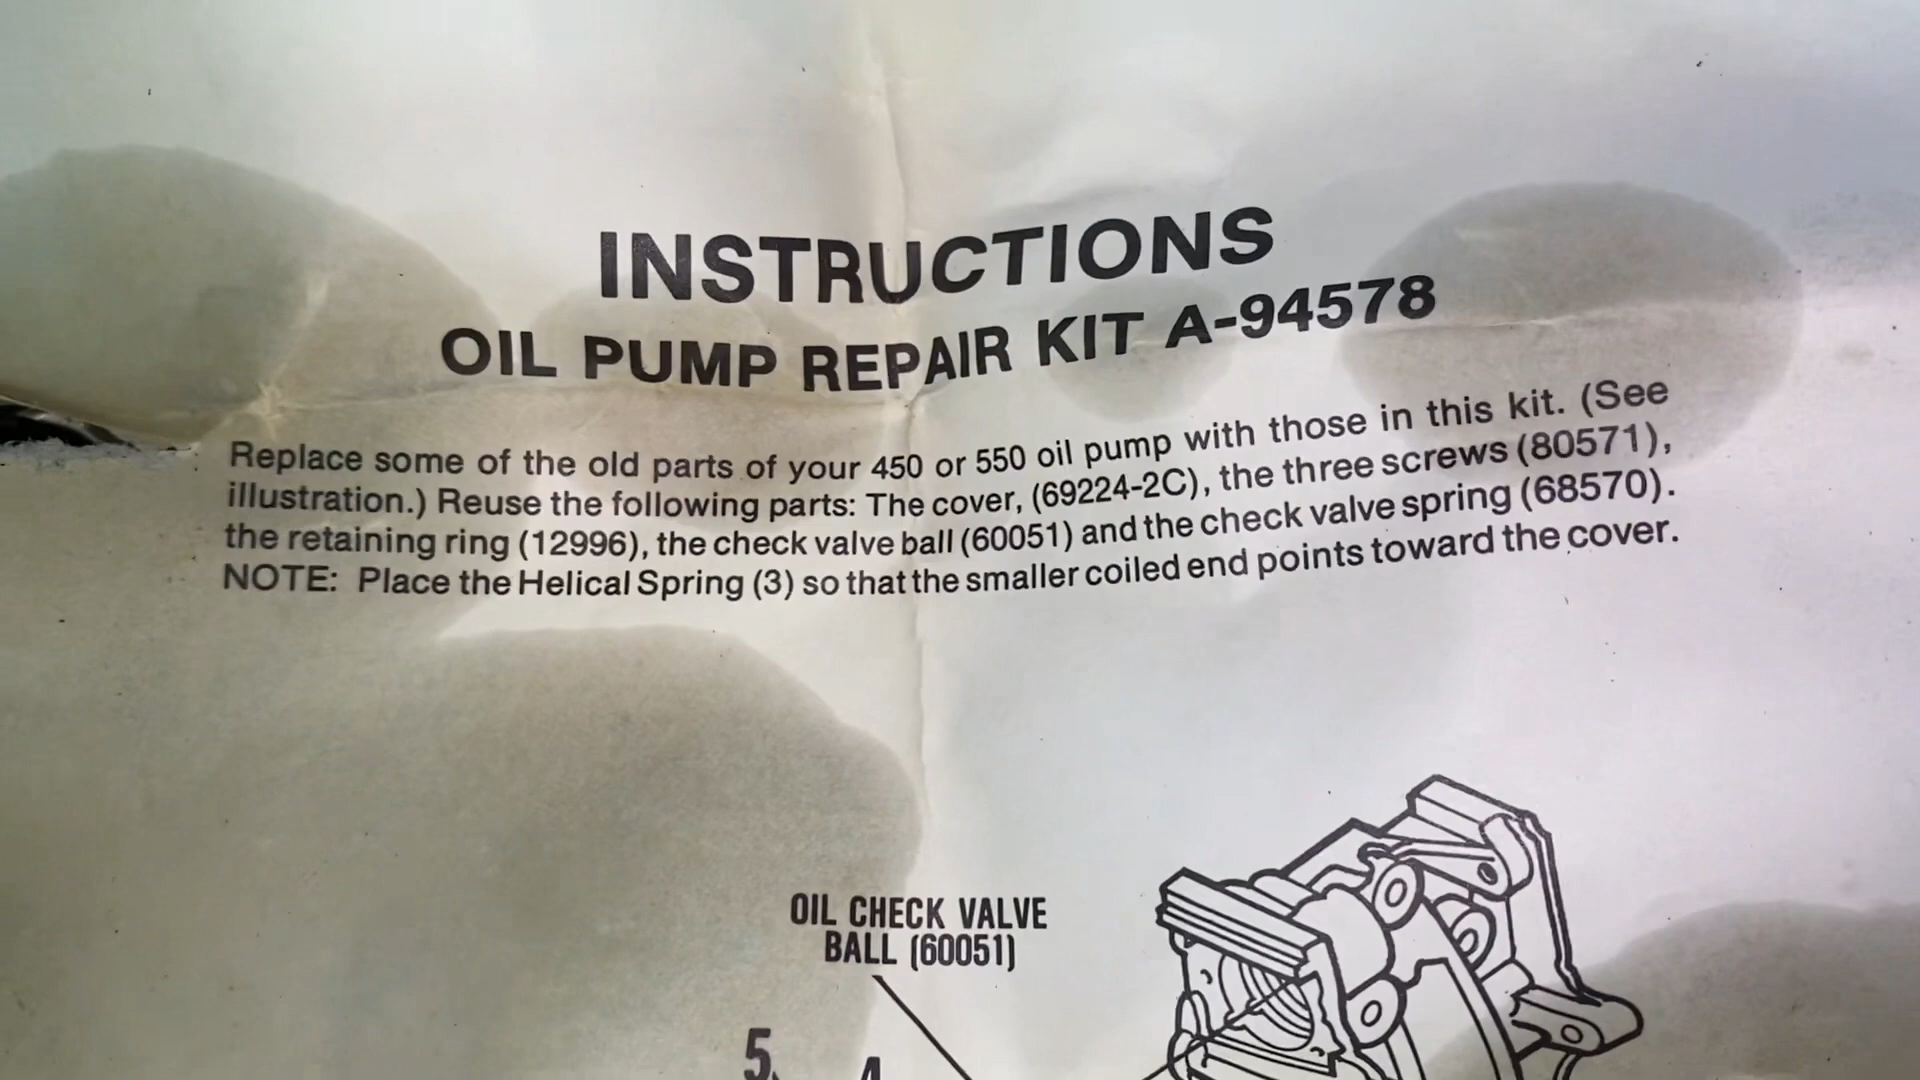 INSTRUCTIONS
OIL PUMP REPAIR KIT A-94578
Replace some of the old parts of your 450 or 550 oil pump with those in this kit. (See
illustration.) Reuse the following parts: The cover, (69224-2C), the three screws (80571),
the retaining ring (12996), the check valve ball (60051) and the check valve spring (68570).
NOTE: Place the Helical Spring (3) so that the smaller coiled end points toward the cover.
OIL CHECK VALVE
BALL (60051)
5
4